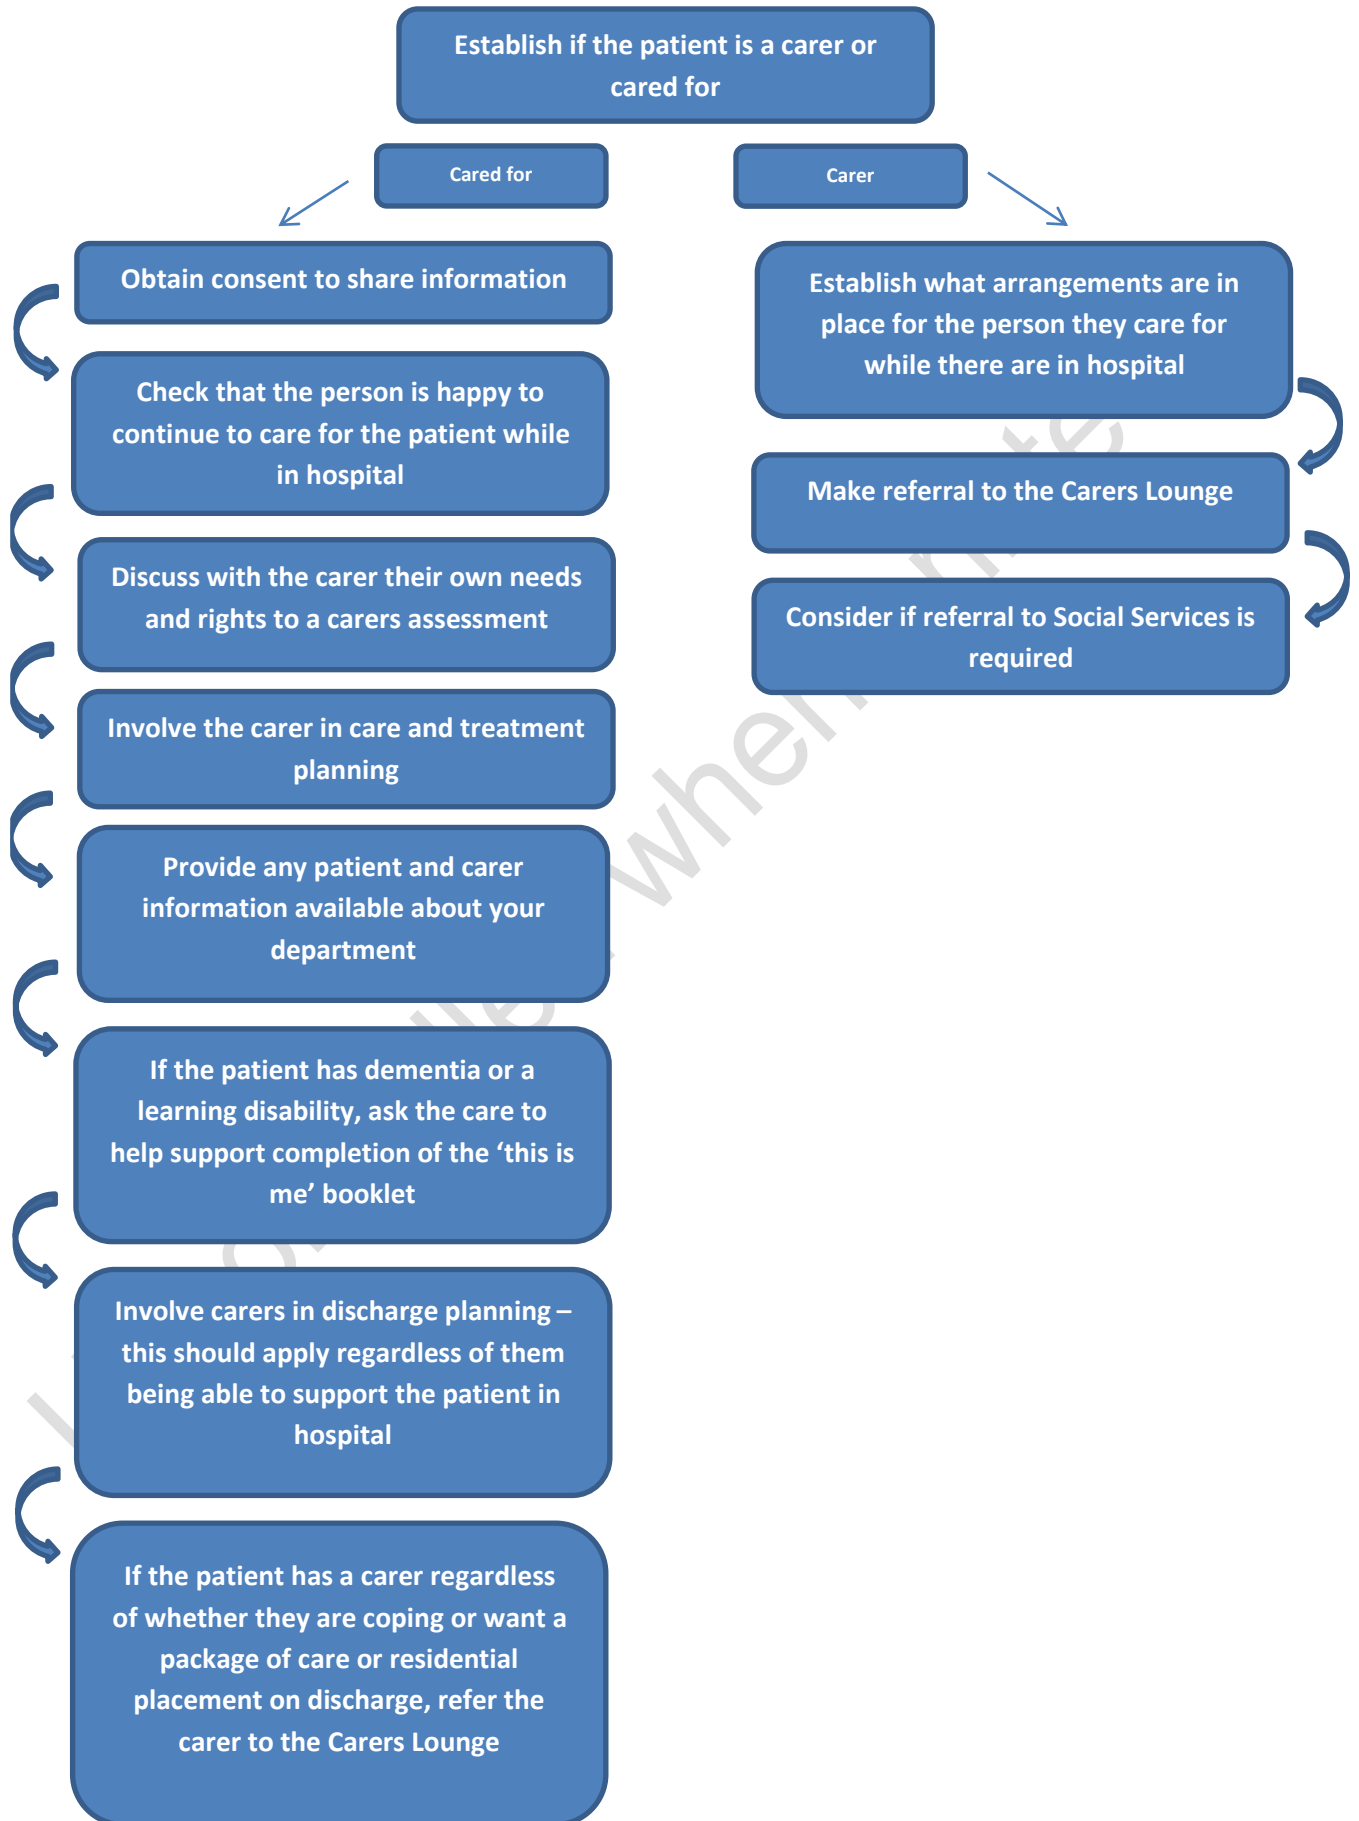 Establish if the patient is a carer or
cared for
Cared for
Carer
Obtain consent to share information
Check that the person is happy to
continue to care for the patient while
in hospital
Discuss with the carer their own needs
and rights to a carers assessment
Involve the carer in care and treatment
planning
Provide any patient and carer
information available about your
department
If the patient has dementia or a
learning disability, ask the care to
help support completion of the ‘this is
me’ booklet
Involve carers in discharge planning –
this should apply regardless of them
being able to support the patient in
hospital
If the patient has a carer regardless
of whether they are coping or want a
package of care or residential
placement on discharge, refer the
carer to the Carers Lounge
Establish what arrangements are in
place for the person they care for
while there are in hospital
Make referral to the Carers Lounge
Consider if referral to Social Services is
required
when